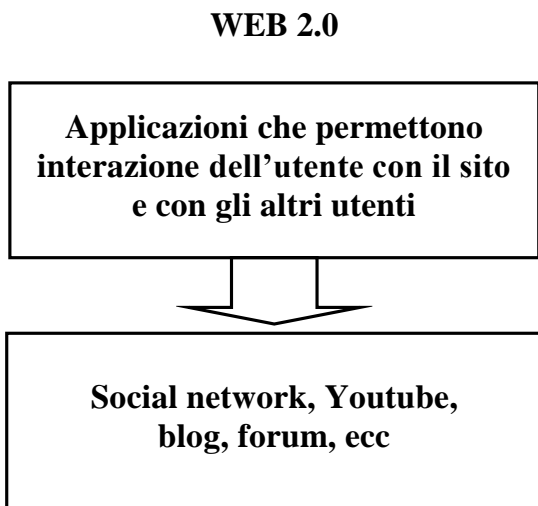 WEB 2.0
Applicazioni che permettono
interazione dell’utente con il sito
e con gli altri utenti
Social network, Youtube,
blog, forum, ecc